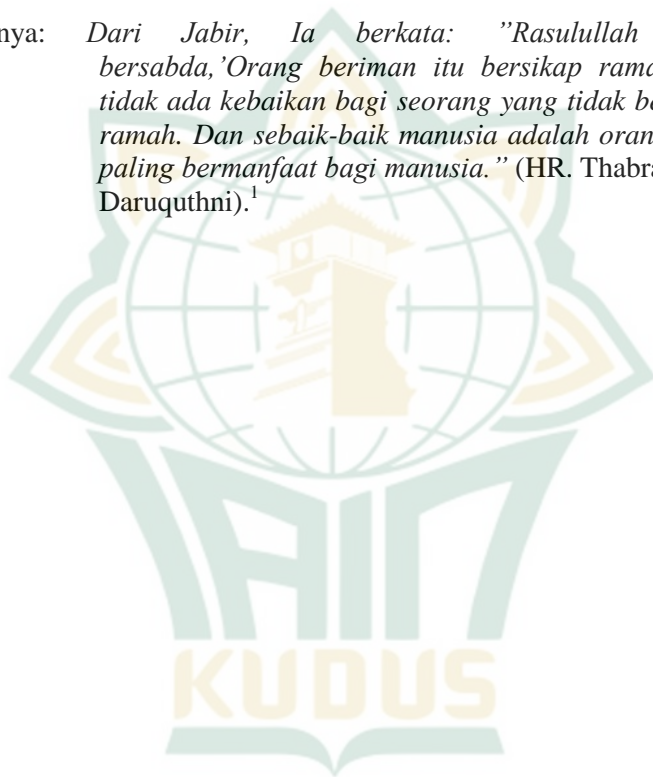 nya: Dari Jabir, Ia berkata: ”Rasulullah
bersabda,’Orang beriman itu bersikap rama
tidak ada kebaikan bagi seorang yang tidak be
ramah. Dan sebaik-baik manusia adalah oran
paling bermanfaat bagi manusia.” (HR. Thabra
Daruquthni).1
IAIN
KUDUS